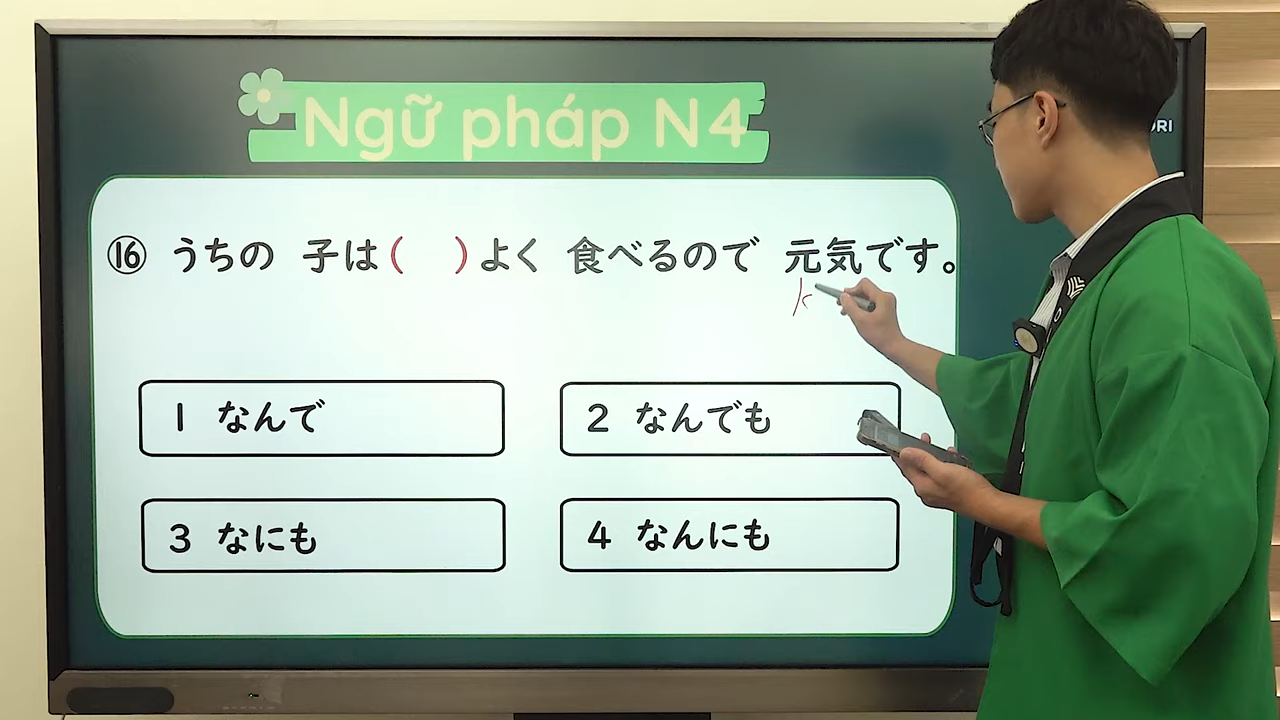 Ngữ pháp N4
⑯ うちの 子は( )よく 食べるので 元気です。
k
1 なんで
2 なんでも
3 なにも
4 なんにも